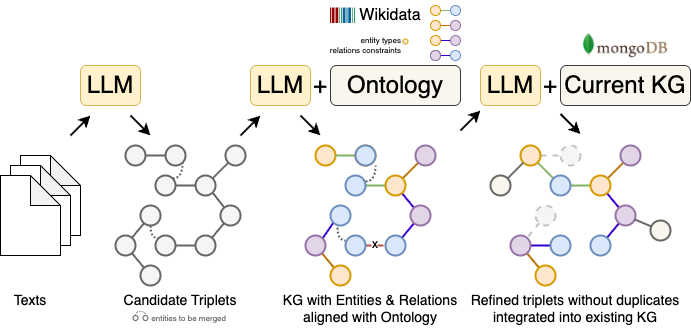 Wikidata
entity types
relations constraints
mongoDB
LLM
LLM + Ontology
LLM + Current KG
x
Texts
Candidate Triplets
entities to be merged
KG with Entities & Relations
aligned with Ontology
Refined triplets without duplicates
integrated into existing KG